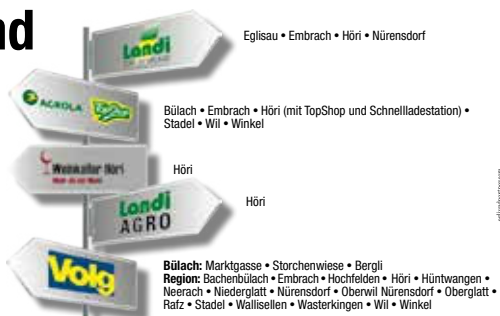 nd
Landi
Eglisau • Embrach • Höri • Nürensdorf
AGROLA TopShop
Bülach • Embrach • Höri (mit TopShop und Schnellladestation) •
Stadel • Wil • Winkel
Weinkeller Höri
Höri
Landi
AGRO
Höri
Volg
Bülach: Marktgasse • Storchenwiese • Bergli
Region: Bachenbülach • Embrach • Hochfelden • Höri • Hüntwangen •
Neerach • Niederglatt • Nürensdorf • Oberwil Nürensdorf • Oberglatt •
Rafz • Stadel • Wallisellen • Wasterkingen • Wil • Winkel